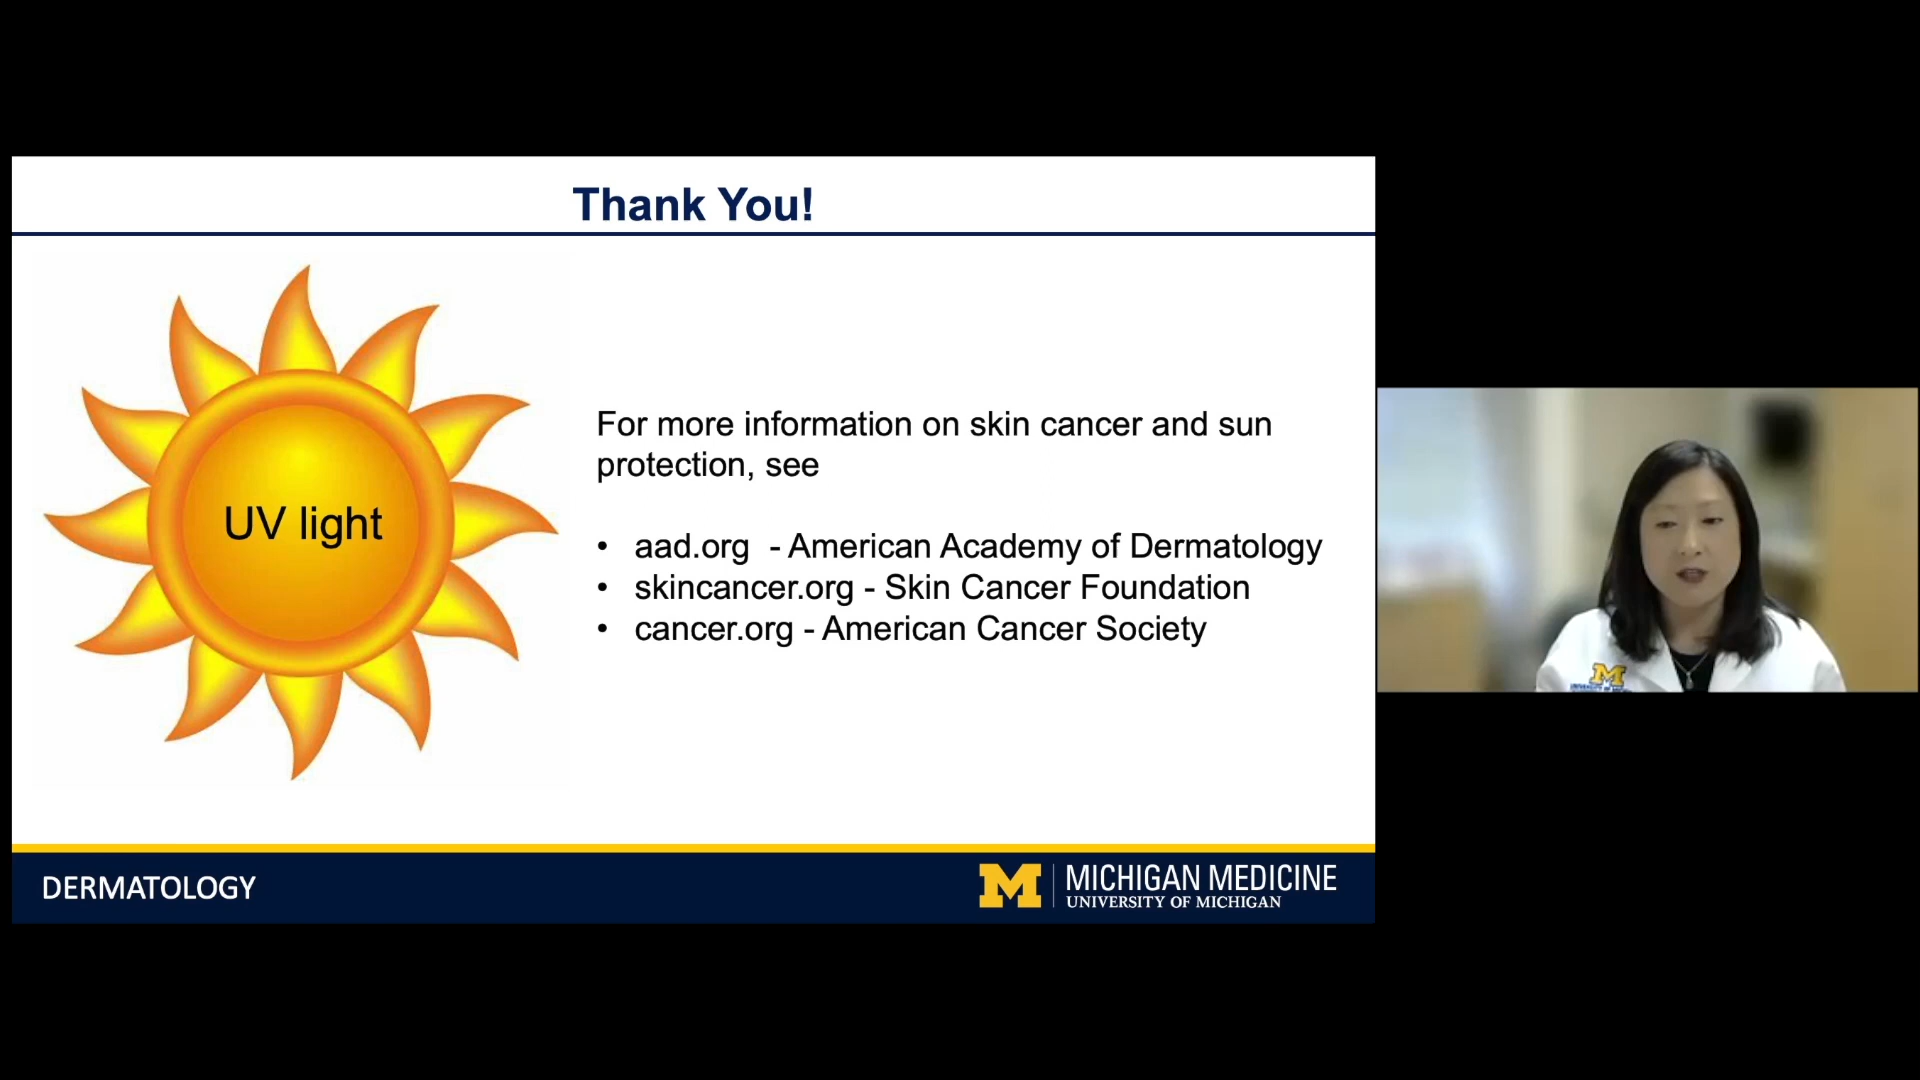 Thank You!
UV light
For more information on skin cancer and sun
protection, see
• aad.org - American Academy of Dermatology
• skincancer.org - Skin Cancer Foundation
• cancer.org - American Cancer Society
DERMATOLOGY
M
MICHIGAN MEDICINE
UNIVERSITY OF MICHIGAN
M